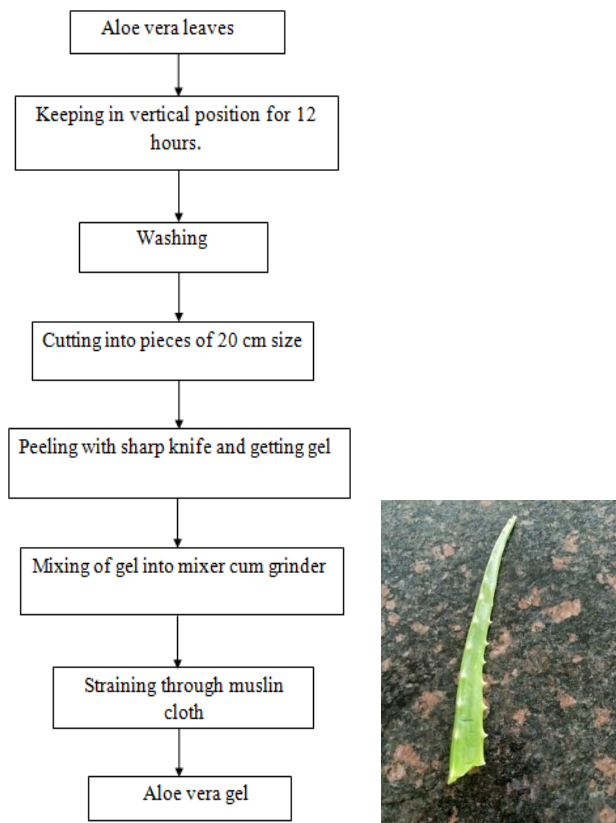 Aloe vera leaves
Keeping in vertical position for 12
hours.
Washing
Cutting into pieces of 20 cm size
Peeling with sharp knife and getting gel
Mixing of gel into mixer cum grinder
Straining through muslin
cloth
Aloe vera gel